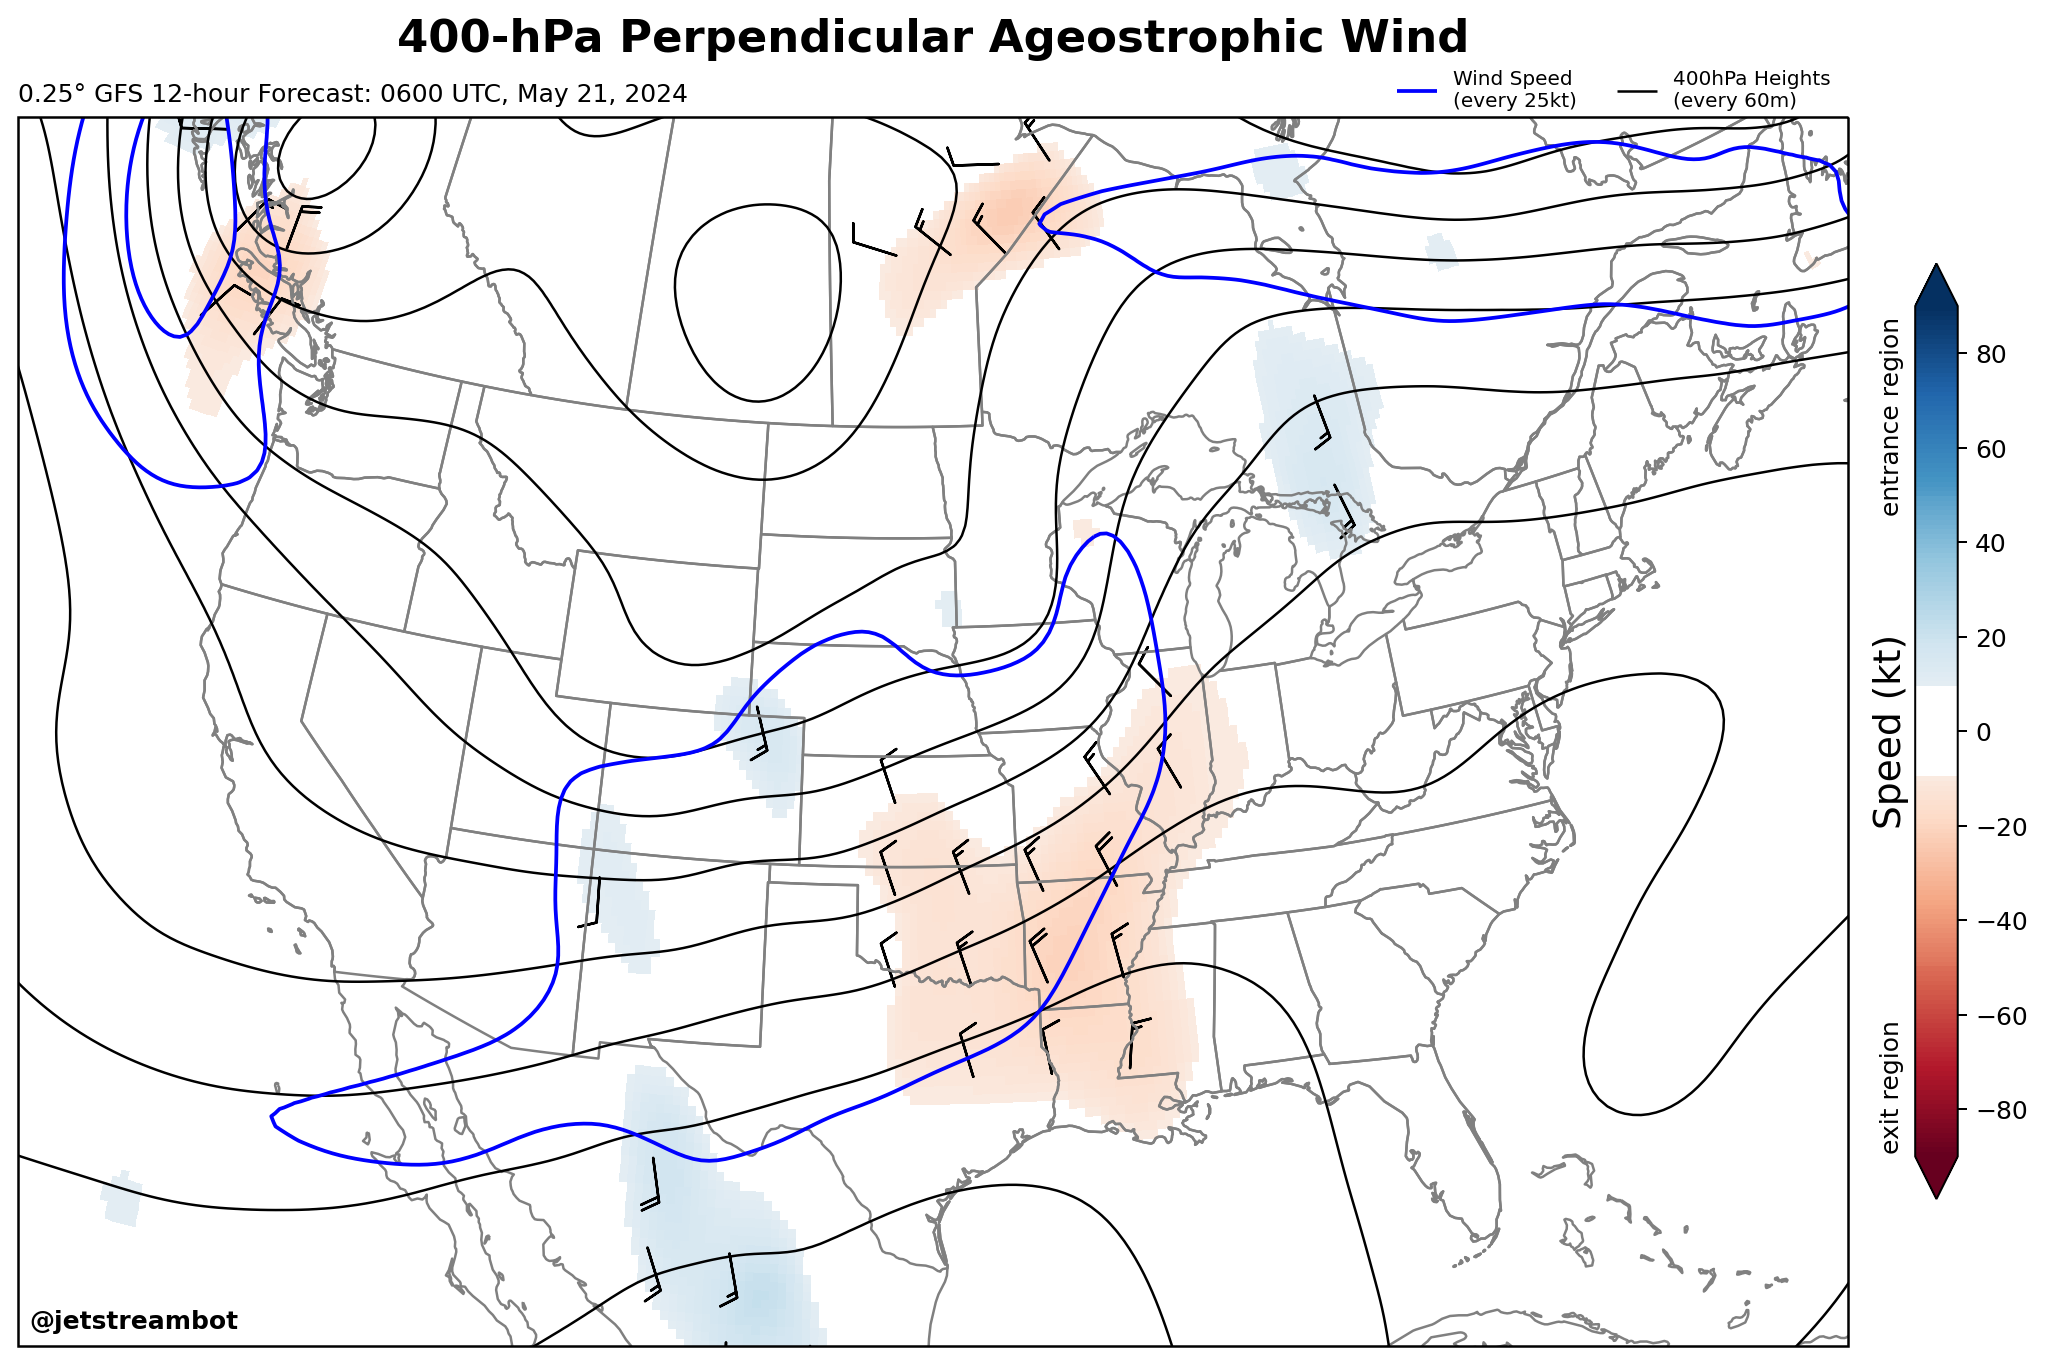 400-hPa Perpendicular Ageostrophic Wind
0.25° GFS 12-hour Forecast: 0600 UTC, May 21, 2024
Wind Speed
(every 25kt)
400hPa Heights
(every 60m)
entrance region
Speed (kt)
exit region
80
60
40
20
0
−20
−40
−60
−80
@jetstreambot